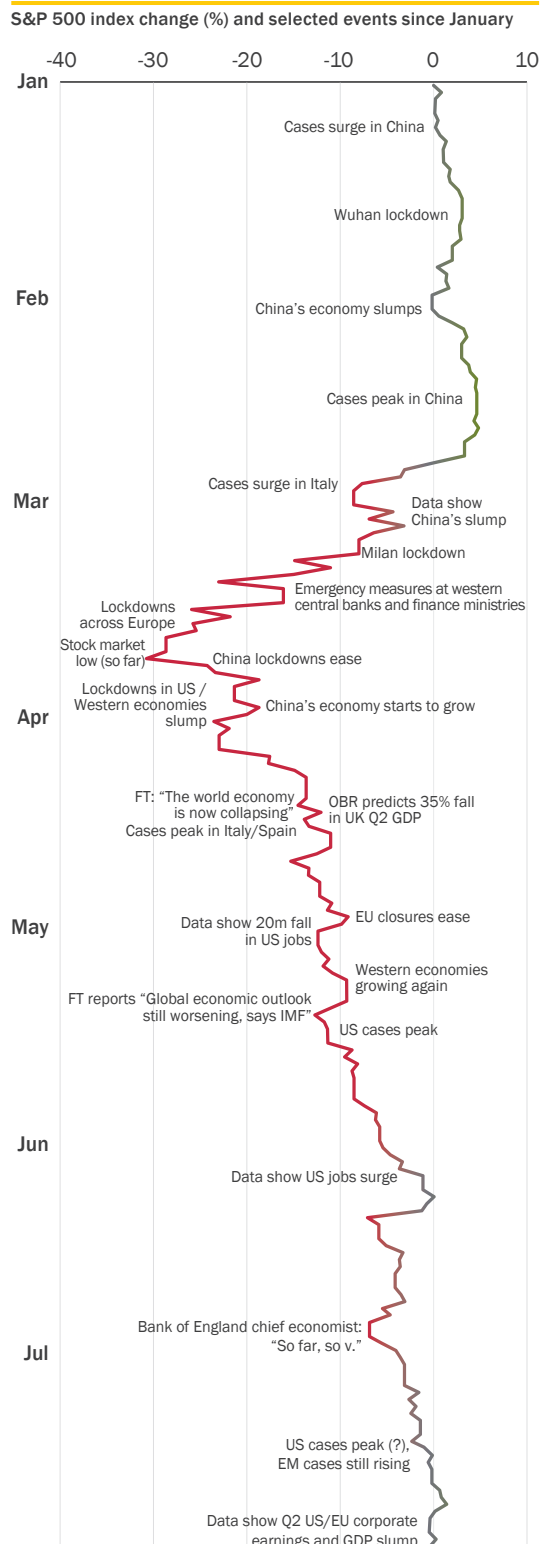 S&P 500 index change (%) and selected events since January
-40 -30 -20 -10 0 10
Jan
Cases surge in China
Wuhan lockdown
Feb
China's economy slumps
Cases peak in China
Cases surge in Italy
Mar
Data show
China's slump
Milan lockdown
Emergency measures at western
central banks and finance ministries
Lockdowns
across Europe
Stock market
low (so far)
China lockdowns ease
Lockdowns in US /
Western economies
slump
China's economy starts to grow
Apr
FT: “The world economy
is now collapsing”
OBR predicts 35% fall
in UK Q2 GDP
Cases peak in Italy/Spain
EU closures ease
May
Data show 20m fall
in US jobs
Western economies
growing again
FT reports “Global economic outlook
still worsening, says IMF”
US cases peak
Jun
Data show US jobs surge
Bank of England chief economist:
“So far, so v.”
Jul
US cases peak (?),
EM cases still rising
Data show Q2 US/EU corporate
earnings and GDP slump